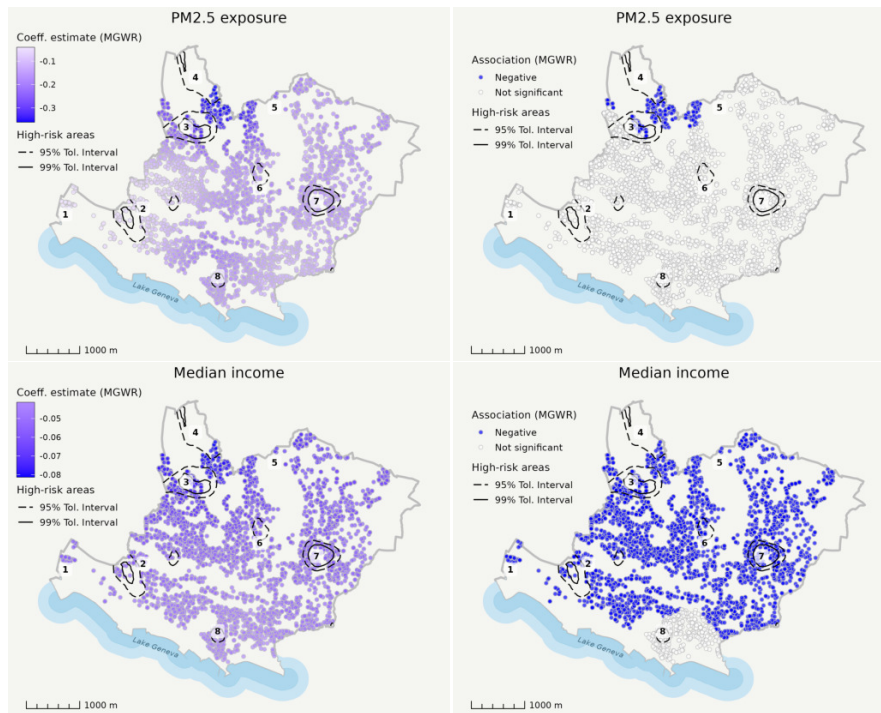 PM2.5 exposure
Coeff. estimate (MGWR)
-0.1
-0.2
-0.3
High-risk areas
95% Tol. Interval
99% Tol. Interval
4
5
3
6
7
2
1
8
Lake Geneva
1000 m
PM2.5 exposure
Association (MGWR)
Negative
Not significant
High-risk areas
95% Tol. Interval
99% Tol. Interval
4
5
3
6
7
2
1
8
Lake Geneva
1000 m
Median income
Coeff. estimate (MGWR)
-0.05
-0.06
-0.07
-0.08
High-risk areas
95% Tol. Interval
99% Tol. Interval
4
5
3
6
7
2
1
8
Lake Geneva
1000 m
Median income
Association (MGWR)
Negative
Not significant
High-risk areas
95% Tol. Interval
99% Tol. Interval
4
5
3
6
7
2
1
8
Lake Geneva
1000 m